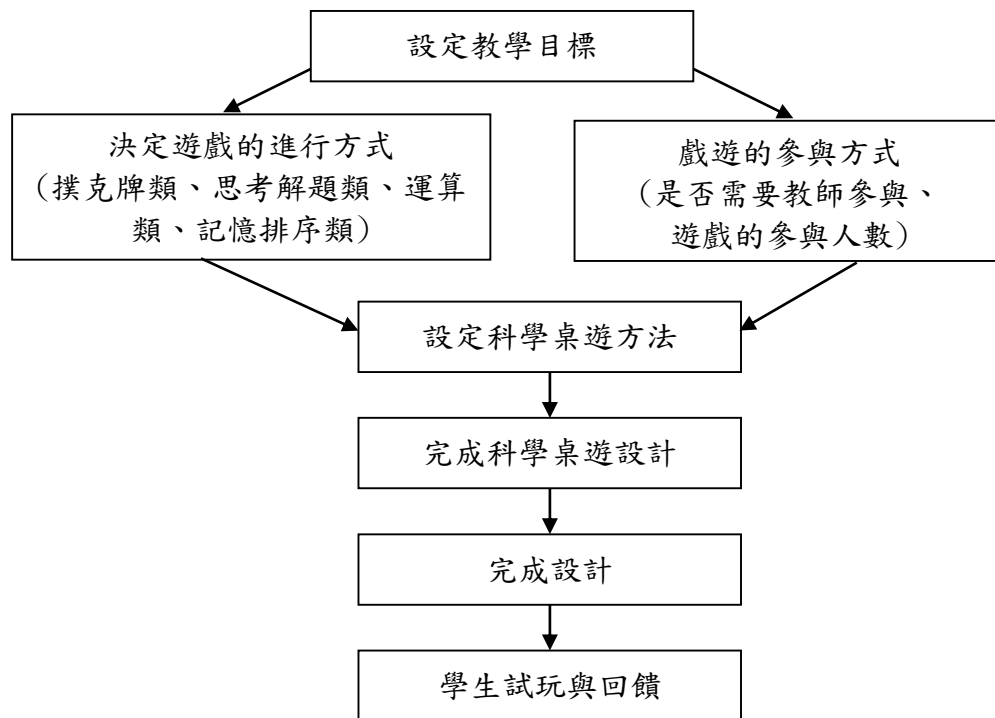 設定教學目標
決定遊戲的進行方式
（撲克牌類、思考解題類、運算
類、記憶排序類）
戲遊的參與方式
（是否需要教師參與、
遊戲的參與人數）
設定科學桌遊方法
完成科學桌遊設計
完成設計
學生試玩與回饋